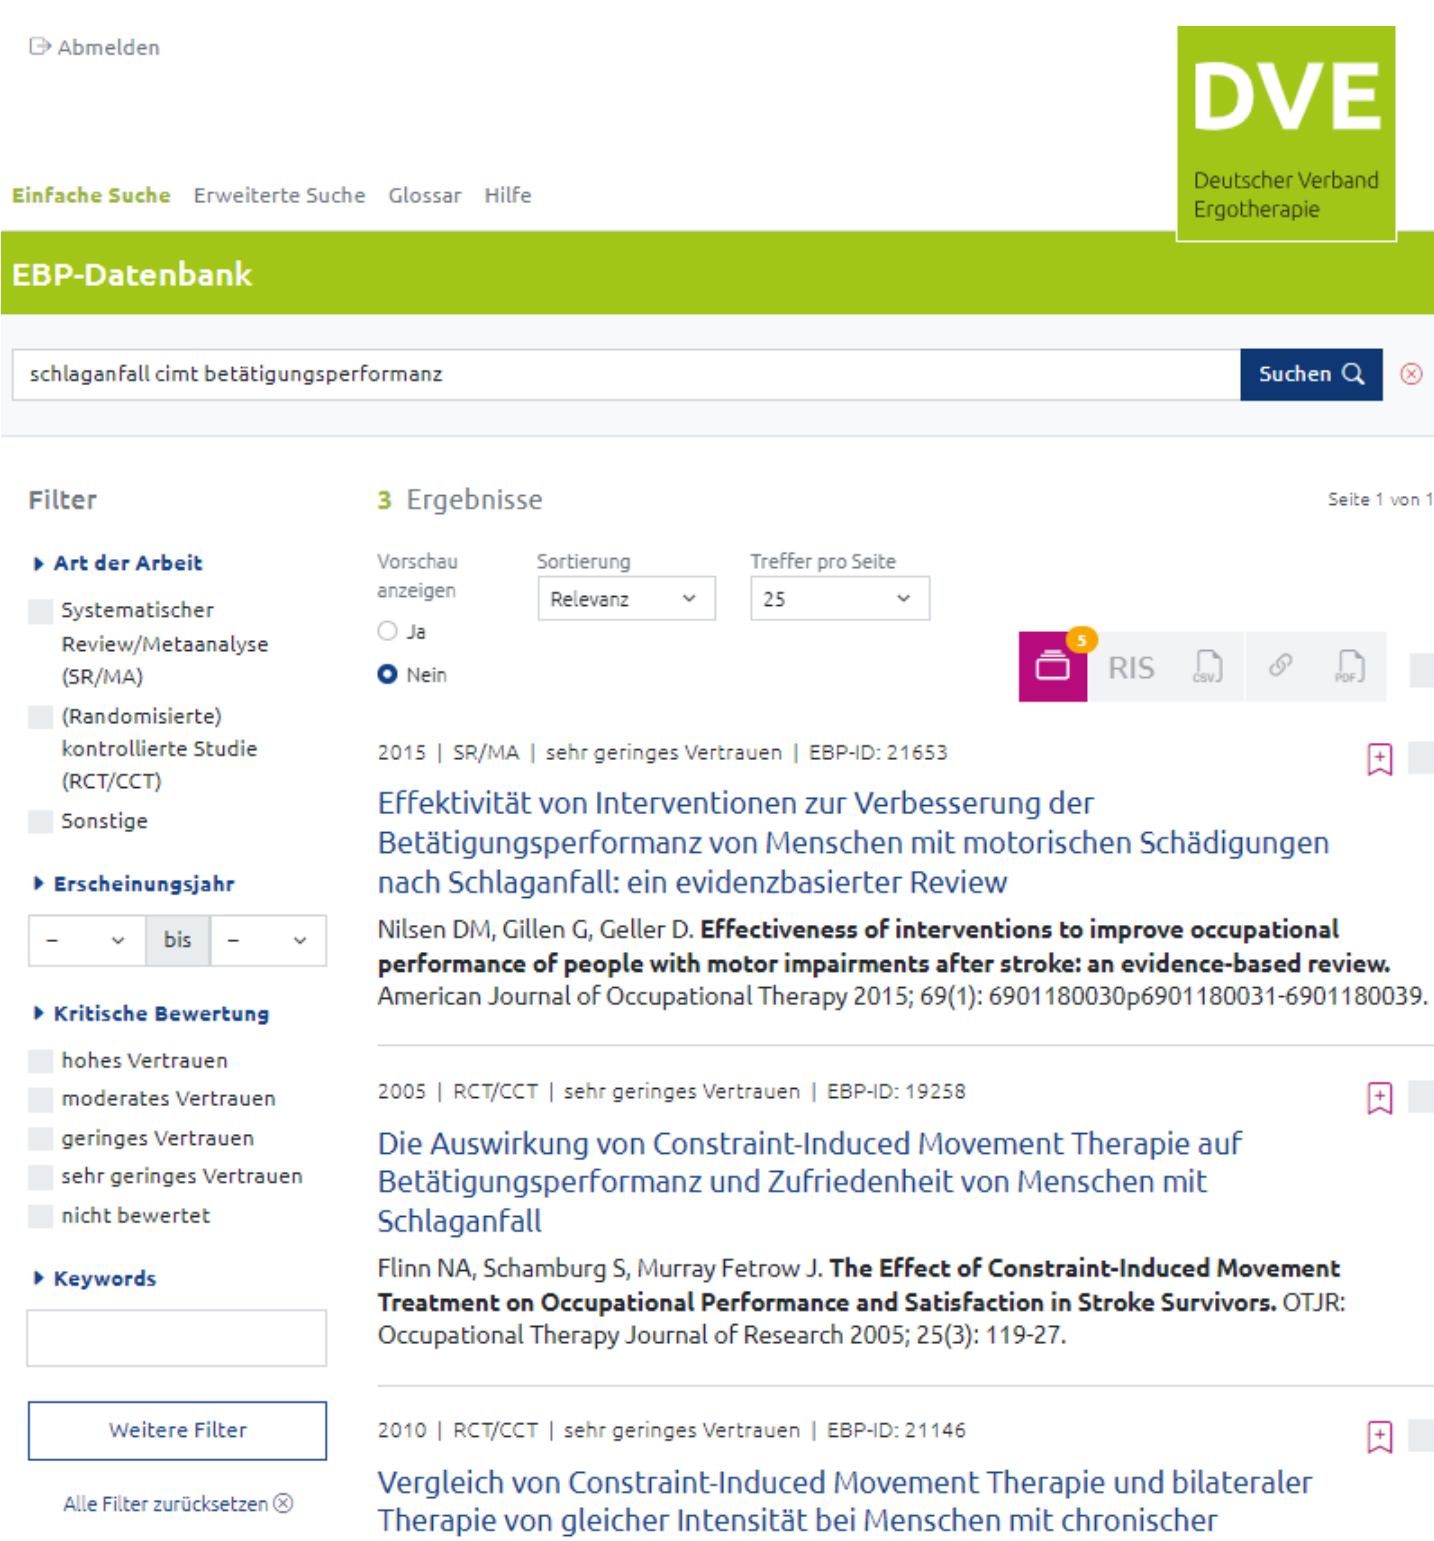 Abmelden
DVE
Deutscher Verband
Ergotherapie
Einfache Suche Erweiterte Suche Glossar Hilfe
EBP-Datenbank
schlaganfall cimt betätigungsperformanz
Suchen
Filter
Art der Arbeit
Systematischer
Review/Metaanalyse
(SR/MA)
(Randomisierte)
kontrollierte Studie
(RCT/CCT)
Sonstige
Erscheinungsjahr
– bis –
Kritische Bewertung
hohes Vertrauen
moderates Vertrauen
geringes Vertrauen
sehr geringes Vertrauen
nicht bewertet
Keywords
Weitere Filter
Alle Filter zurücksetzen
3 Ergebnisse
Seite 1 von 1
Vorschau
anzeigen
Ja
Nein
Sortierung
Relevanz
Treffer pro Seite
25
5
RIS
CSV
PDF
2015 | SR/MA | sehr geringes Vertrauen | EBP-ID: 21653
Effektivität von Interventionen zur Verbesserung der
Betätigungsperformanz von Menschen mit motorischen Schädigungen
nach Schlaganfall: ein evidenzbasierter Review
Nilsen DM, Gillen G, Geller D. Effectiveness of interventions to improve occupational
performance of people with motor impairments after stroke: an evidence-based review.
American Journal of Occupational Therapy 2015; 69(1): 6901180030p6901180031-6901180039.
2005 | RCT/CCT | sehr geringes Vertrauen | EBP-ID: 19258
Die Auswirkung von Constraint-Induced Movement Therapie auf
Betätigungsperformanz und Zufriedenheit von Menschen mit
Schlaganfall
Flinn NA, Schamburg S, Murray Fetrow J. The Effect of Constraint-Induced Movement
Treatment on Occupational Performance and Satisfaction in Stroke Survivors. OTJR:
Occupational Therapy Journal of Research 2005; 25(3): 119-27.
2010 | RCT/CCT | sehr geringes Vertrauen | EBP-ID: 21146
Vergleich von Constraint-Induced Movement Therapie und bilateraler
Therapie von gleicher Intensität bei Menschen mit chronischer